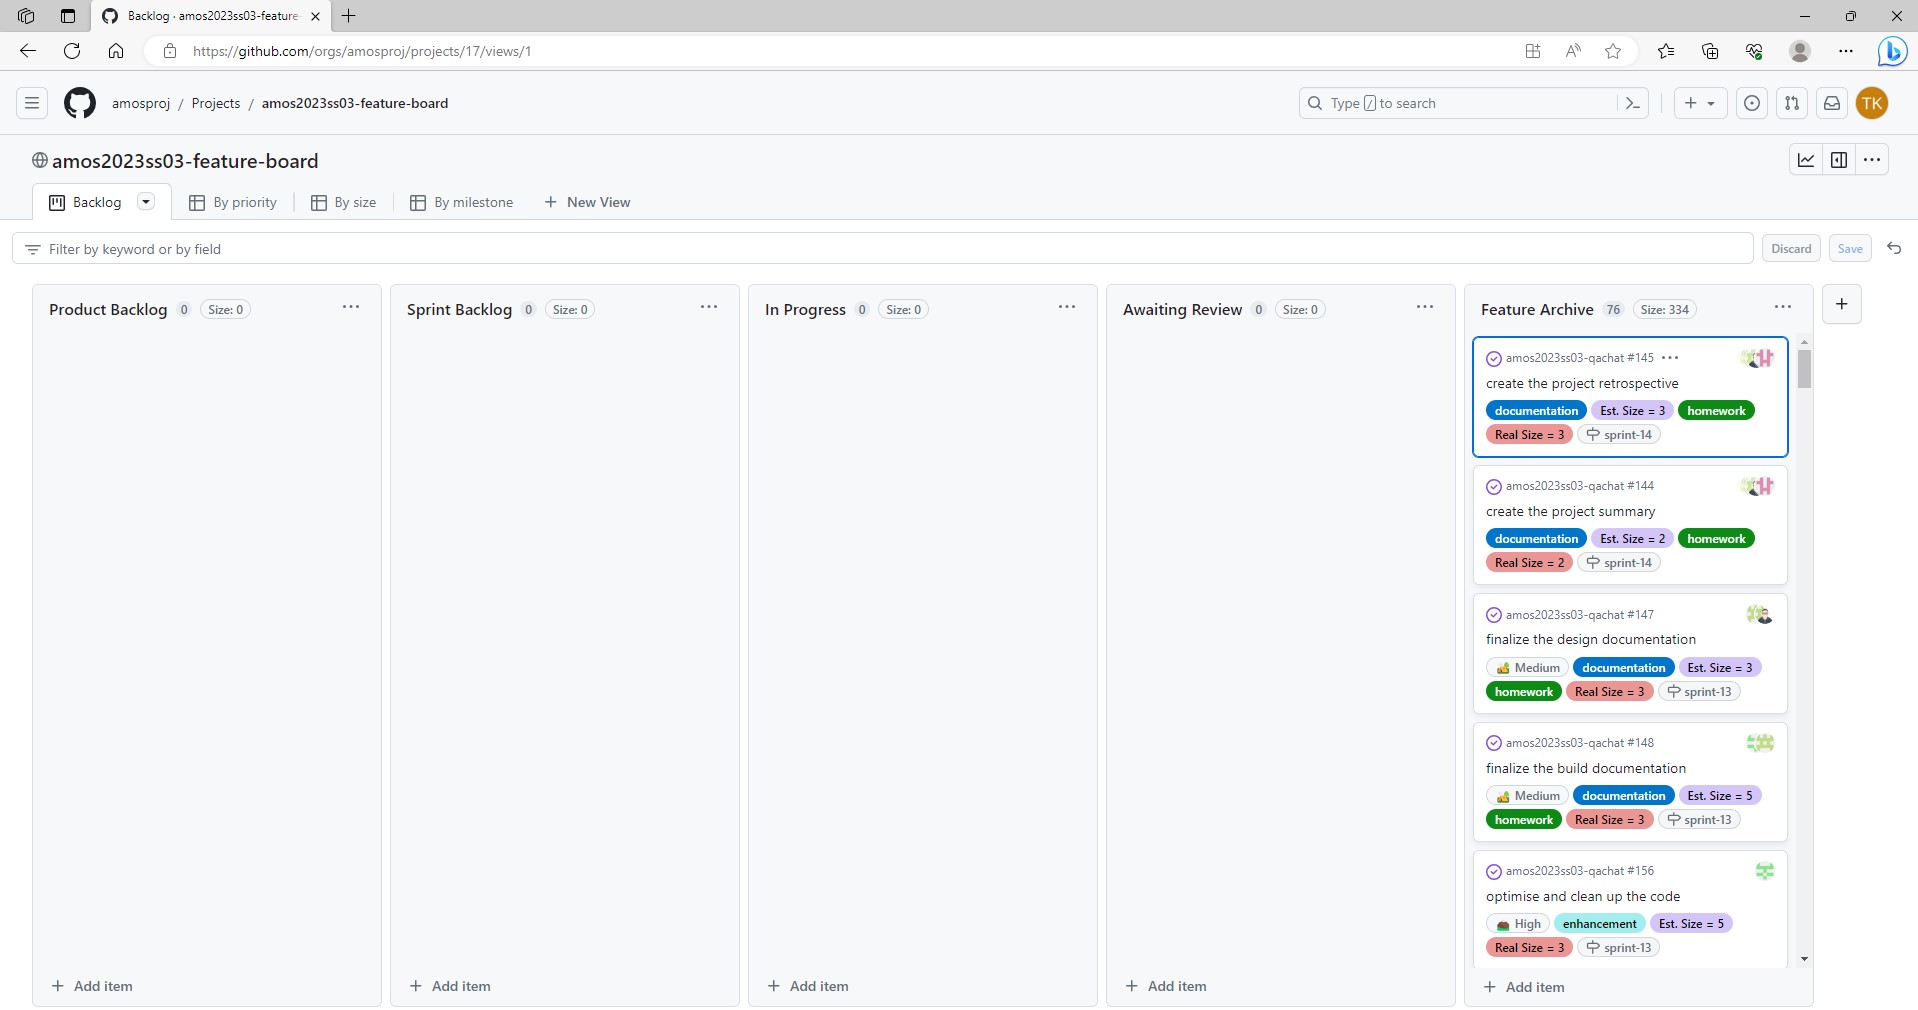 Backlog · amos2023ss03-feature-
https://github.com/orgs/amosproj/projects/17/views/1
amosproj / Projects / amos2023ss03-feature-board
Type / to search
TK
amos2023ss03-feature-board
Backlog
By priority
By size
By milestone
New View
Filter by keyword or by field
Discard
Save
Product Backlog 0 Size: 0
Add item
Sprint Backlog 0 Size: 0
Add item
In Progress 0 Size: 0
Add item
Awaiting Review 0 Size: 0
Add item
Feature Archive 76 Size: 334
amos2023ss03-qachat #145
create the project retrospective
documentation Est. Size = 3 homework
Real Size = 3 sprint-14
amos2023ss03-qachat #144
create the project summary
documentation Est. Size = 2 homework
Real Size = 2 sprint-14
amos2023ss03-qachat #147
finalize the design documentation
Medium documentation Est. Size = 3
homework Real Size = 3 sprint-13
amos2023ss03-qachat #148
finalize the build documentation
Medium documentation Est. Size = 5
homework Real Size = 3 sprint-13
amos2023ss03-qachat #156
optimise and clean up the code
High enhancement Est. Size = 5
Real Size = 3 sprint-13
Add item